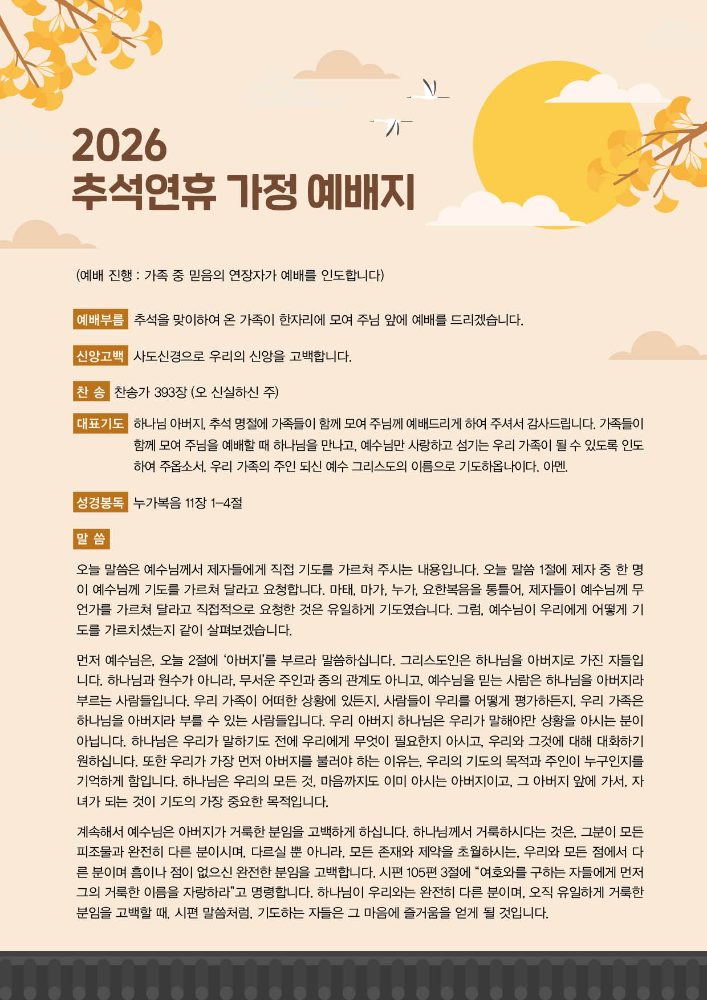 2026
추석연휴 가정 예배지
(예배 진행 : 가족 중 믿음의 연장자가 예배를 인도합니다)
예배부름 추석을 맞이하여 온 가족이 한자리에 모여 주님 앞에 예배를 드리겠습니다.
신앙고백 사도신경으로 우리의 신앙을 고백합니다.
찬 송 찬송가 393장 (오 신실하신 주)
대표기도 하나님 아버지, 추석 명절에 가족들이 함께 모여 주님께 예배드리게 하여 주셔서 감사드립니다. 가족들이
함께 모여 주님을 예배할 때 하나님을 만나고, 예수님만 사랑하고 섬기는 우리 가족이 될 수 있도록 인도
하여 주옵소서. 우리 가족의 주인 되신 예수 그리스도의 이름으로 기도하옵나이다. 아멘.
성경봉독 누가복음 11장 1-4절
말 씀
오늘 말씀은 예수님께서 제자들에게 직접 기도를 가르쳐 주시는 내용입니다. 오늘 말씀 1절에 제자 중 한 명
이 예수님께 기도를 가르쳐 달라고 요청합니다. 마태, 마가, 누가, 요한복음을 통틀어, 제자들이 예수님께 무
언가를 가르쳐 달라고 직접적으로 요청한 것은 유일하게 기도였습니다. 그럼, 예수님이 우리에게 어떻게 기
도를 가르치셨는지 같이 살펴보겠습니다.
먼저 예수님은, 오늘 2절에 ‘아버지’를 부르라 말씀하십니다. 그리스도인은 하나님을 아버지로 가진 자들입
니다. 하나님과 원수가 아니라, 무서운 주인과 종의 관계도 아니고, 예수님을 믿는 사람은 하나님을 아버지라
부르는 사람들입니다. 우리 가족이 어떠한 상황에 있든지, 사람들이 우리를 어떻게 평가하든지, 우리 가족은
하나님을 아버지라 부를 수 있는 사람들입니다. 우리 아버지 하나님은 우리가 말해야만 상황을 아시는 분이
아닙니다. 하나님은 우리가 말하기도 전에 우리에게 무엇이 필요한지 아시고, 우리와 그것에 대해 대화하기
원하십니다. 또한 우리가 가장 먼저 아버지를 불러야 하는 이유는, 우리의 기도의 목적과 주인이 누구인지를
기억하게 함입니다. 하나님은 우리의 모든 것, 마음까지도 이미 아시는 아버지이고, 그 아버지 앞에 가서, 자
녀가 되는 것이 기도의 가장 중요한 목적입니다.
계속해서 예수님은 아버지가 거룩한 분임을 고백하게 하십니다. 하나님께서 거룩하시다는 것은, 그분이 모든
피조물과 완전히 다른 분이시며, 다르실 뿐 아니라, 모든 존재와 제약을 초월하시는, 우리와 모든 점에서 다
른 분이며 흠이나 점이 없으신 완전한 분임을 고백합니다. 시편 105편 3절에 “여호와를 구하는 자들에게 먼저
그의 거룩한 이름을 자랑하라”고 명령합니다. 하나님이 우리와는 완전히 다른 분이며, 오직 유일하게 거룩한
분임을 고백할 때, 시편 말씀처럼, 기도하는 자들은 그 마음에 즐거움을 얻게 될 것입니다.